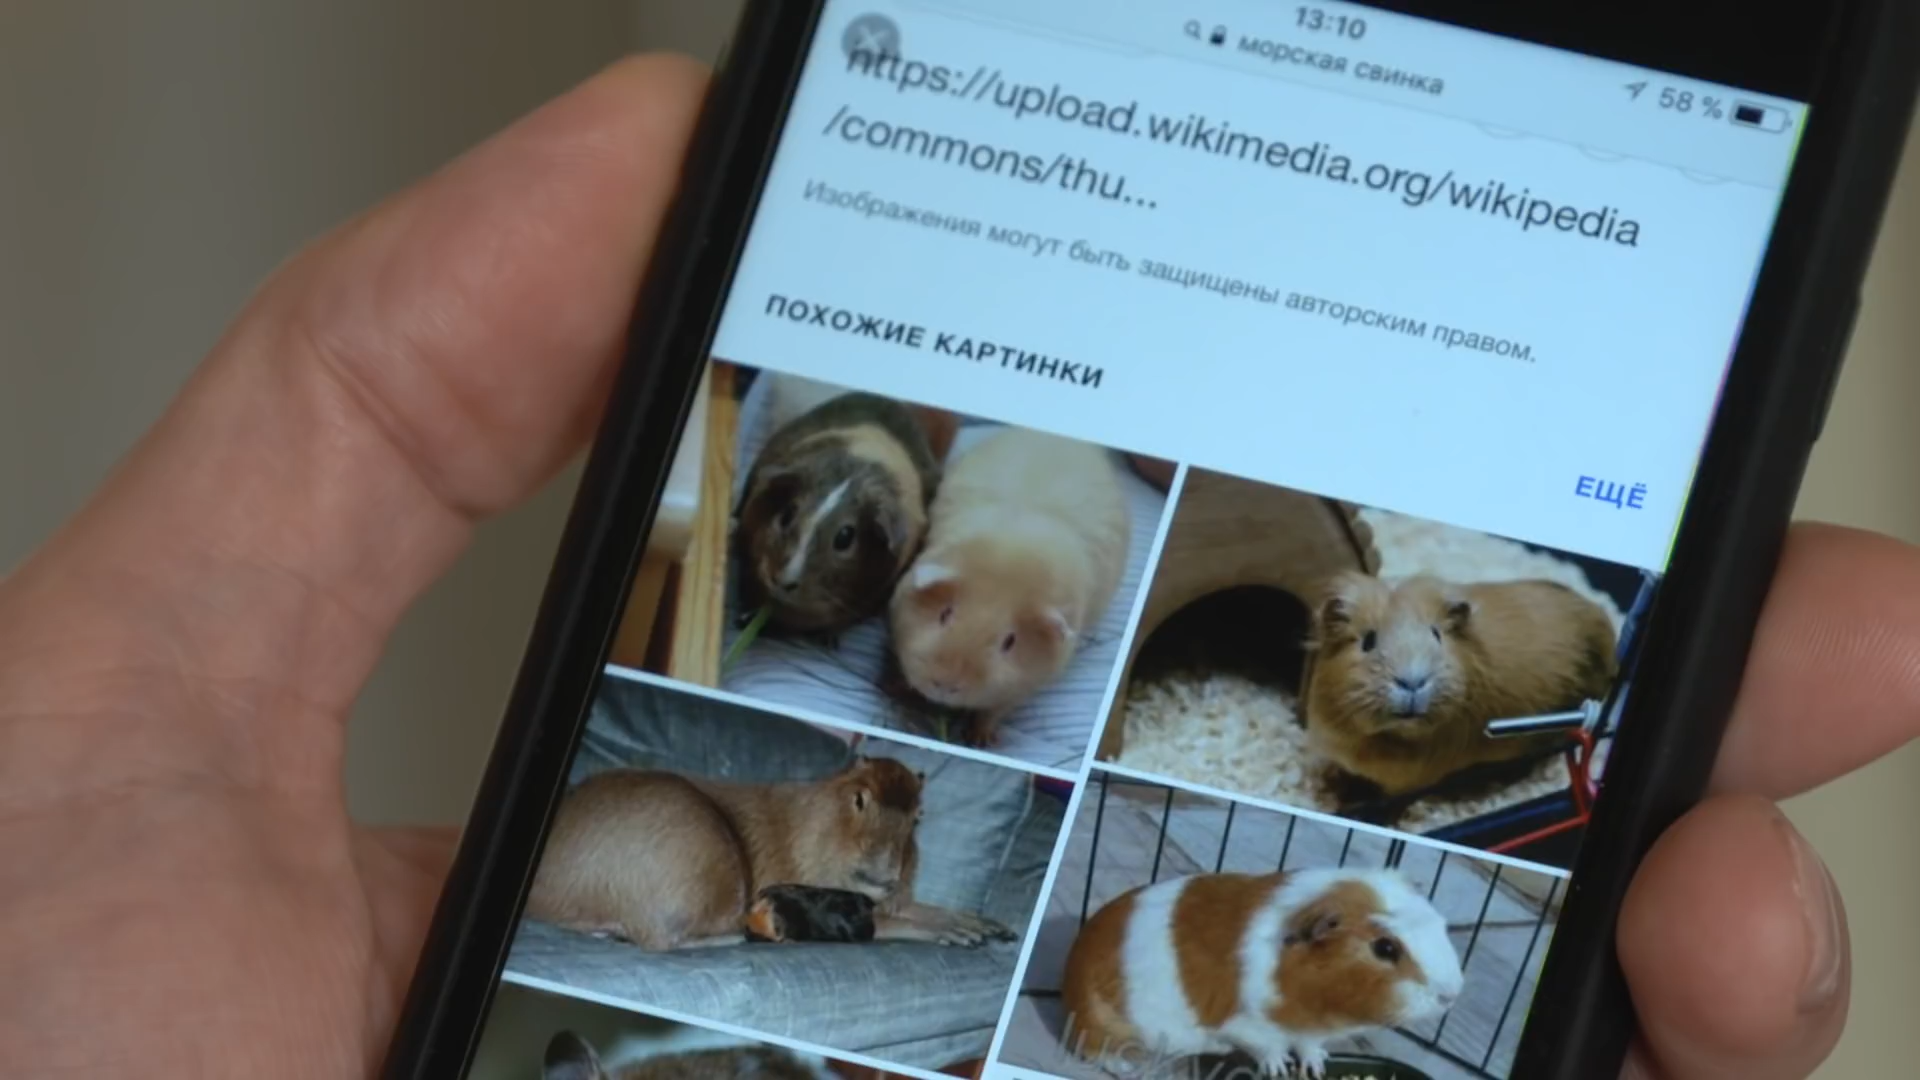 13:10
морская свинка
58 %
https://upload.wikimedia.org/wikipedia
/commons/thu...
Изображения могут быть защищены авторским правом.
ПОХОЖИЕ КАРТИНКИ
ЕЩЁ